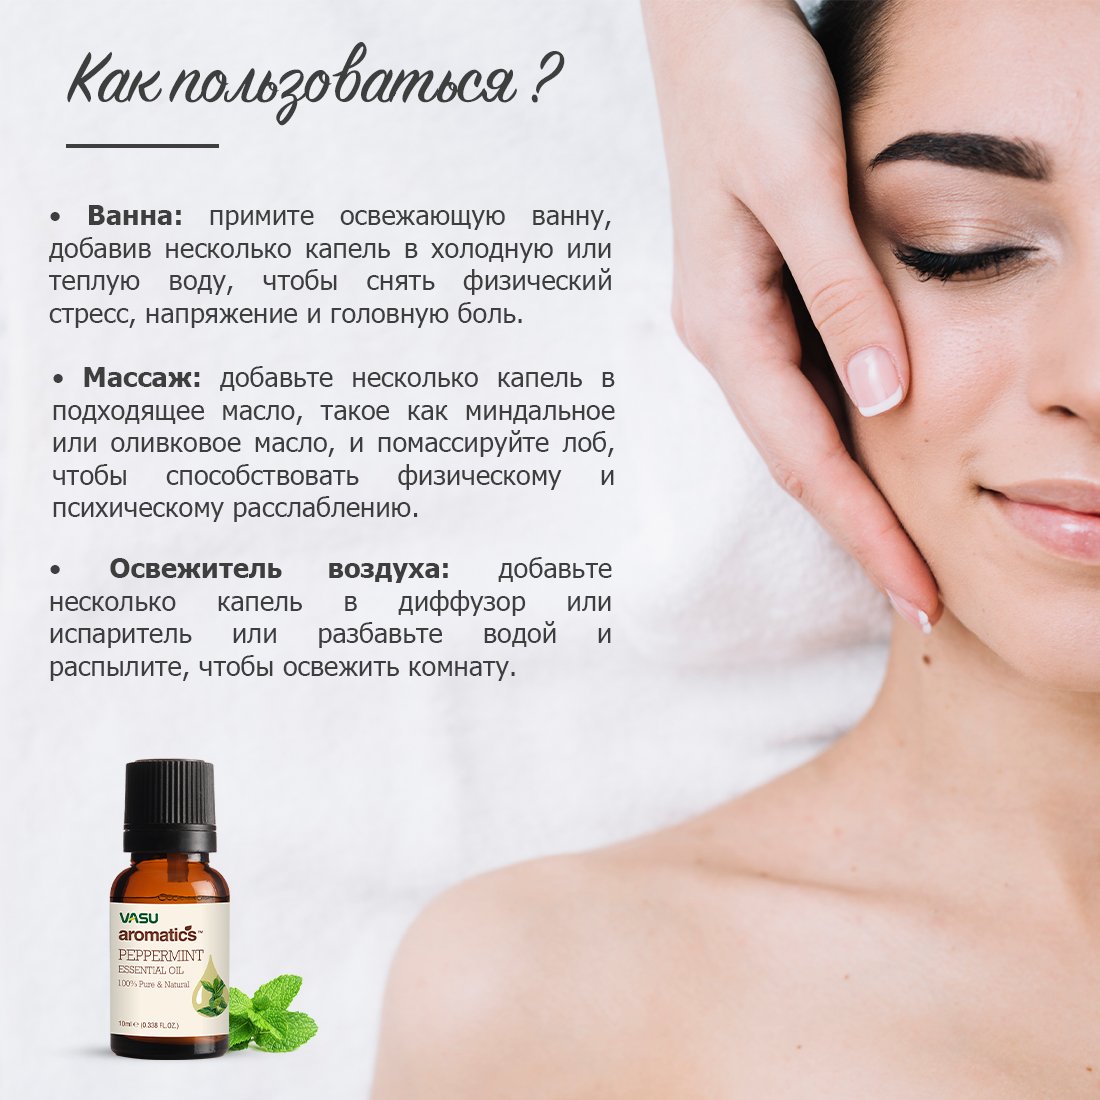 Как пользоваться ?
• Ванна: примите освежающую ванну,
добавив несколько капель в холодную или
теплую воду, чтобы снять физический
стресс, напряжение и головную боль.
• Массаж: добавьте несколько капель в
подходящее масло, такое как миндальное
или оливковое масло, и помассируйте лоб,
чтобы способствовать физическому и
психическому расслаблению.
• Освежитель воздуха: добавьте
несколько капель в диффузор или
испаритель или разбавьте водой и
распылите, чтобы освежить комнату.
VASU
aromatics™
PEPPERMINT
ESSENTIAL OIL
100% Pure & Natural
10ml ℮ (0.338 FL.OZ.)